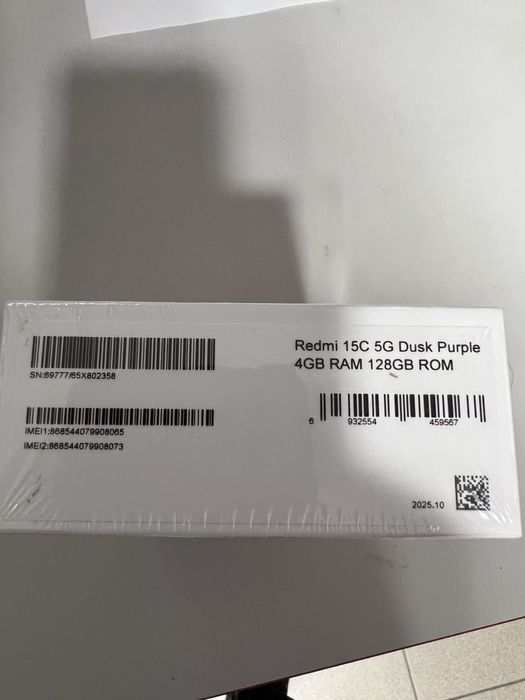 Redmi 15C 5G Dusk Purple
4GB RAM 128GB ROM
SN:69777/65X802358
6 932554 459567
IMEI1:868544079908065
IMEI2:868544079908073
2025.10